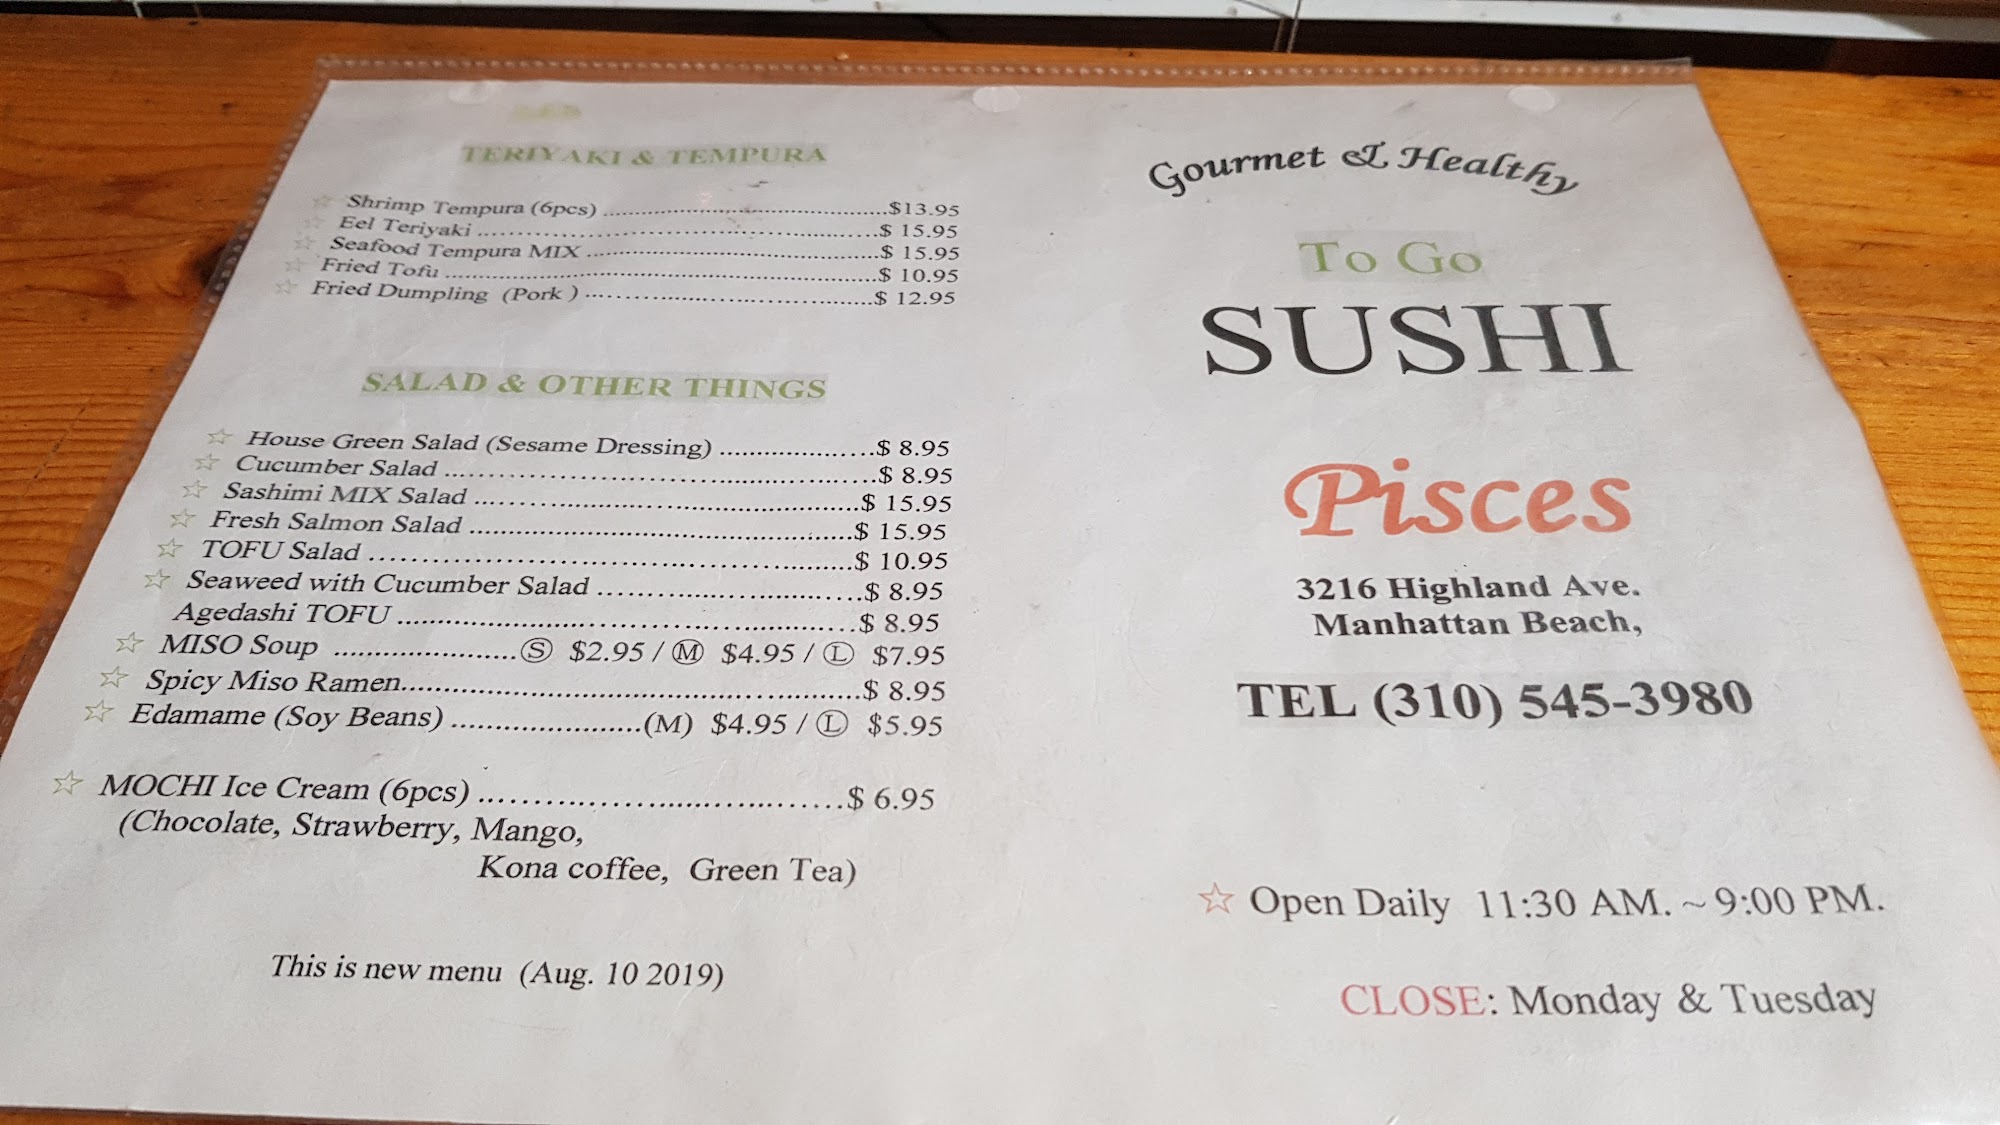 TERIYAKI & TEMPURA
☆ Shrimp Tempura (6pcs) ..........................................$13.95
☆ Eel Teriyaki ..........................................................$ 15.95
☆ Seafood Tempura MIX ..........................................$ 15.95
☆ Fried Tofu ..............................................................$ 10.95
☆ Fried Dumpling (Pork ) ..........................................$ 12.95
SALAD & OTHER THINGS
☆ House Green Salad (Sesame Dressing) ......................$ 8.95
☆ Cucumber Salad ......................................................$ 8.95
☆ Sashimi MIX Salad ..................................................$ 15.95
☆ Fresh Salmon Salad ..................................................$ 15.95
☆ TOFU Salad ............................................................$ 10.95
☆ Seaweed with Cucumber Salad ..................................$ 8.95
Agedashi TOFU ..........................................................$ 8.95
☆ MISO Soup .......................Ⓢ $2.95 / Ⓜ $4.95 / Ⓛ $7.95
☆ Spicy Miso Ramen......................................................$ 8.95
☆ Edamame (Soy Beans) .......................(M) $4.95 / Ⓛ $5.95
☆ MOCHI Ice Cream (6pcs) ..........................................$ 6.95
(Chocolate, Strawberry, Mango,
Kona coffee, Green Tea)
This is new menu (Aug. 10 2019)
Gourmet & Healthy
To Go
SUSHI
Pisces
3216 Highland Ave.
Manhattan Beach,
TEL (310) 545-3980
☆ Open Daily 11:30 AM. ~ 9:00 PM.
CLOSE: Monday & Tuesday